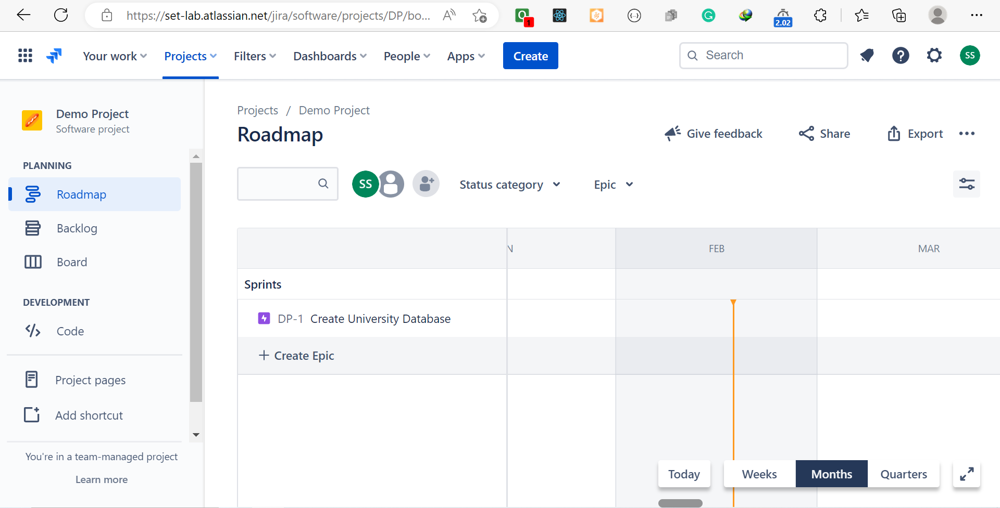 https://set-lab.atlassian.net/jira/software/projects/DP/bo...
1
2.02
Your work
Projects
Filters
Dashboards
People
Apps
Create
Search
SS
Demo Project
Software project
PLANNING
Roadmap
Backlog
Board
DEVELOPMENT
Code
Project pages
Add shortcut
You're in a team-managed project
Learn more
Projects / Demo Project
Roadmap
Give feedback
Share
Export
SS
Status category
Epic
N
FEB
MAR
Sprints
DP-1 Create University Database
+ Create Epic
Today
Weeks
Months
Quarters